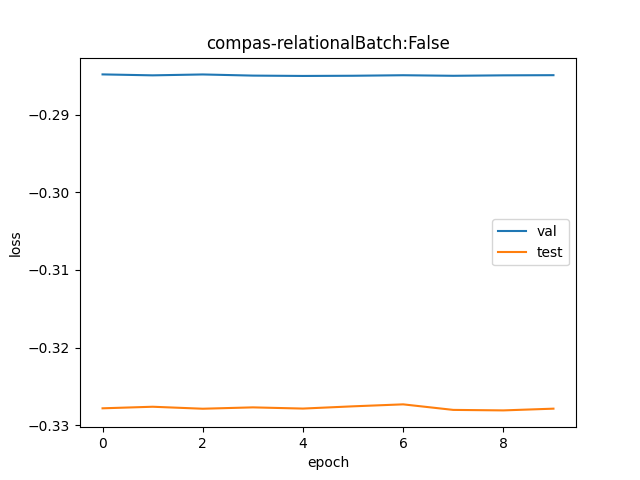 compas-relationalBatch:False
loss
−0.29
−0.30
−0.31
−0.32
−0.33
val
test
0
2
4
6
8
epoch